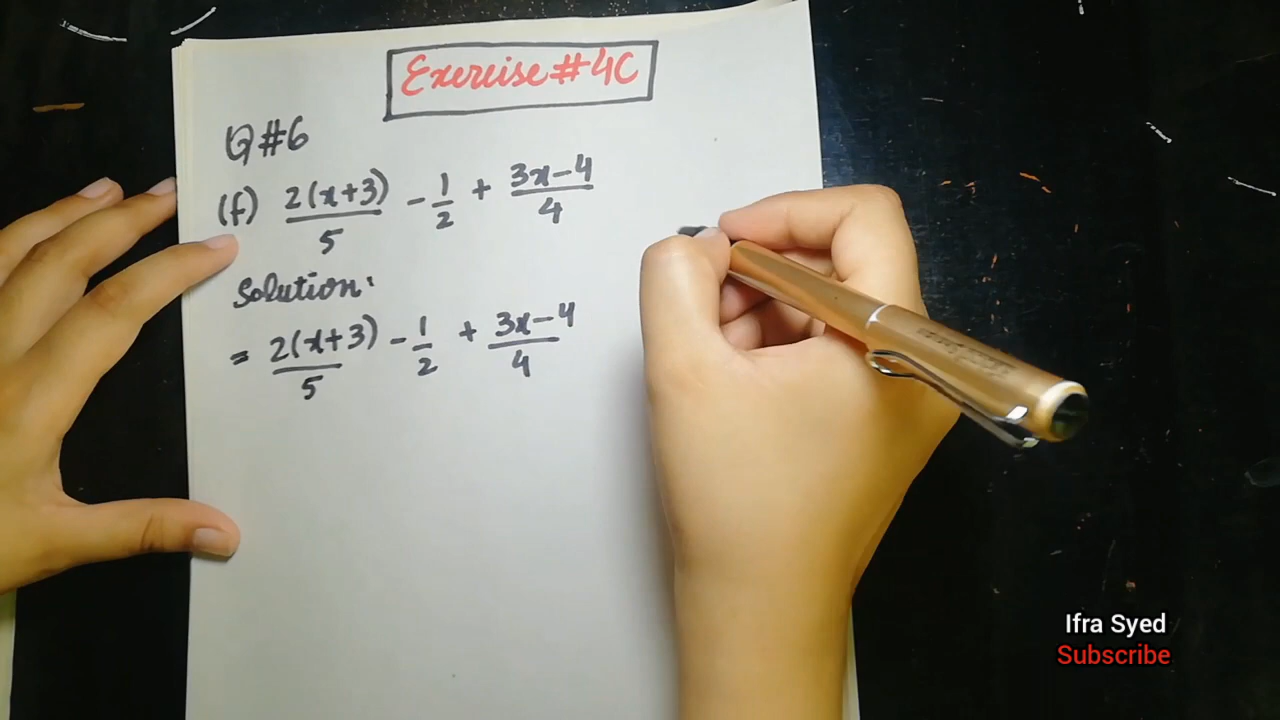 Exercise #4C
Q#6
(f) 2(x+3)/5 - 1/2 + 3x-4/4
Solution:
= 2(x+3)/5 - 1/2 + 3x-4/4
Ifra Syed
Subscribe